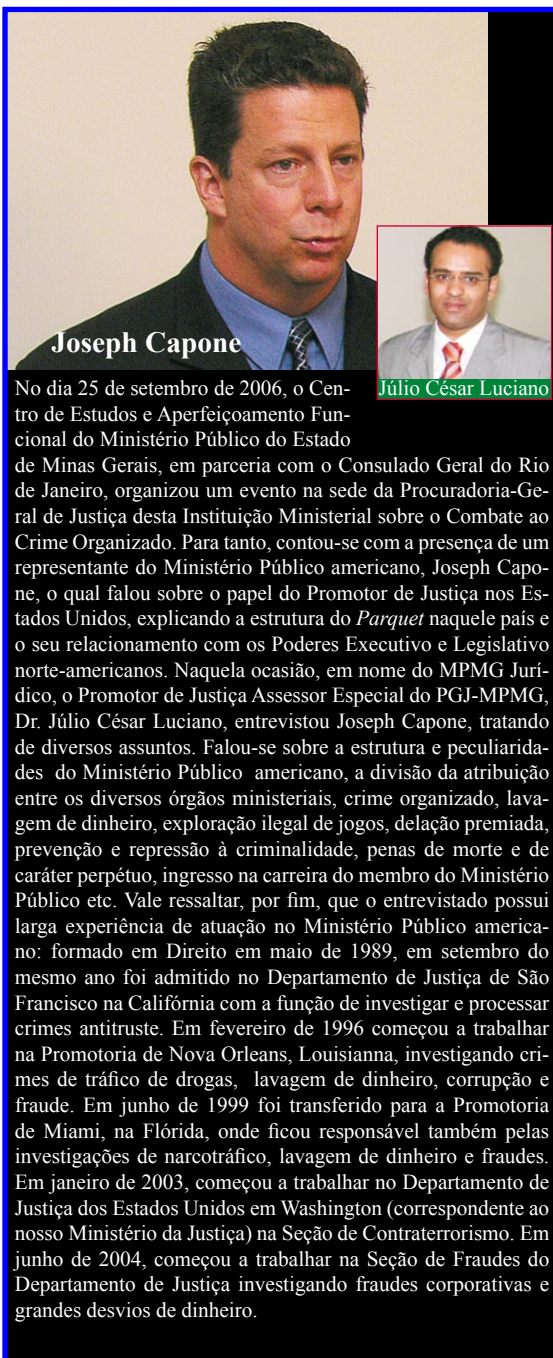 Joseph Capone
Júlio César Luciano
No dia 25 de setembro de 2006, o Cen-
tro de Estudos e Aperfeiçoamento Fun-
cional do Ministério Público do Estado
de Minas Gerais, em parceria com o Consulado Geral do Rio
de Janeiro, organizou um evento na sede da Procuradoria-Ge-
ral de Justiça desta Instituição Ministerial sobre o Combate ao
Crime Organizado. Para tanto, contou-se com a presença de um
representante do Ministério Público americano, Joseph Capo-
ne, o qual falou sobre o papel do Promotor de Justiça nos Es-
tados Unidos, explicando a estrutura do Parquet naquele país e
o seu relacionamento com os Poderes Executivo e Legislativo
norte-americanos. Naquela ocasião, em nome do MPMG Jurí-
dico, o Promotor de Justiça Assessor Especial do PGJ-MPMG,
Dr. Júlio César Luciano, entrevistou Joseph Capone, tratando
de diversos assuntos. Falou-se sobre a estrutura e peculiarida-
des do Ministério Público americano, a divisão da atribuição
entre os diversos órgãos ministeriais, crime organizado, lava-
gem de dinheiro, exploração ilegal de jogos, delação premiada,
prevenção e repressão à criminalidade, penas de morte e de
caráter perpétuo, ingresso na carreira do membro do Ministério
Público etc. Vale ressaltar, por fim, que o entrevistado possui
larga experiência de atuação no Ministério Público america-
no: formado em Direito em maio de 1989, em setembro do
mesmo ano foi admitido no Departamento de Justiça de São
Francisco na Califórnia com a função de investigar e processar
crimes antitruste. Em fevereiro de 1996 começou a trabalhar
na Promotoria de Nova Orleans, Louisianna, investigando cri-
mes de tráfico de drogas, lavagem de dinheiro, corrupção e
fraude. Em junho de 1999 foi transferido para a Promotoria
de Miami, na Flórida, onde ficou responsável também pelas
investigações de narcotráfico, lavagem de dinheiro e fraudes.
Em janeiro de 2003, começou a trabalhar no Departamento de
Justiça dos Estados Unidos em Washington (correspondente ao
nosso Ministério da Justiça) na Seção de Contraterrorismo. Em
junho de 2004, começou a trabalhar na Seção de Fraudes do
Departamento de Justiça investigando fraudes corporativas e
grandes desvios de dinheiro.